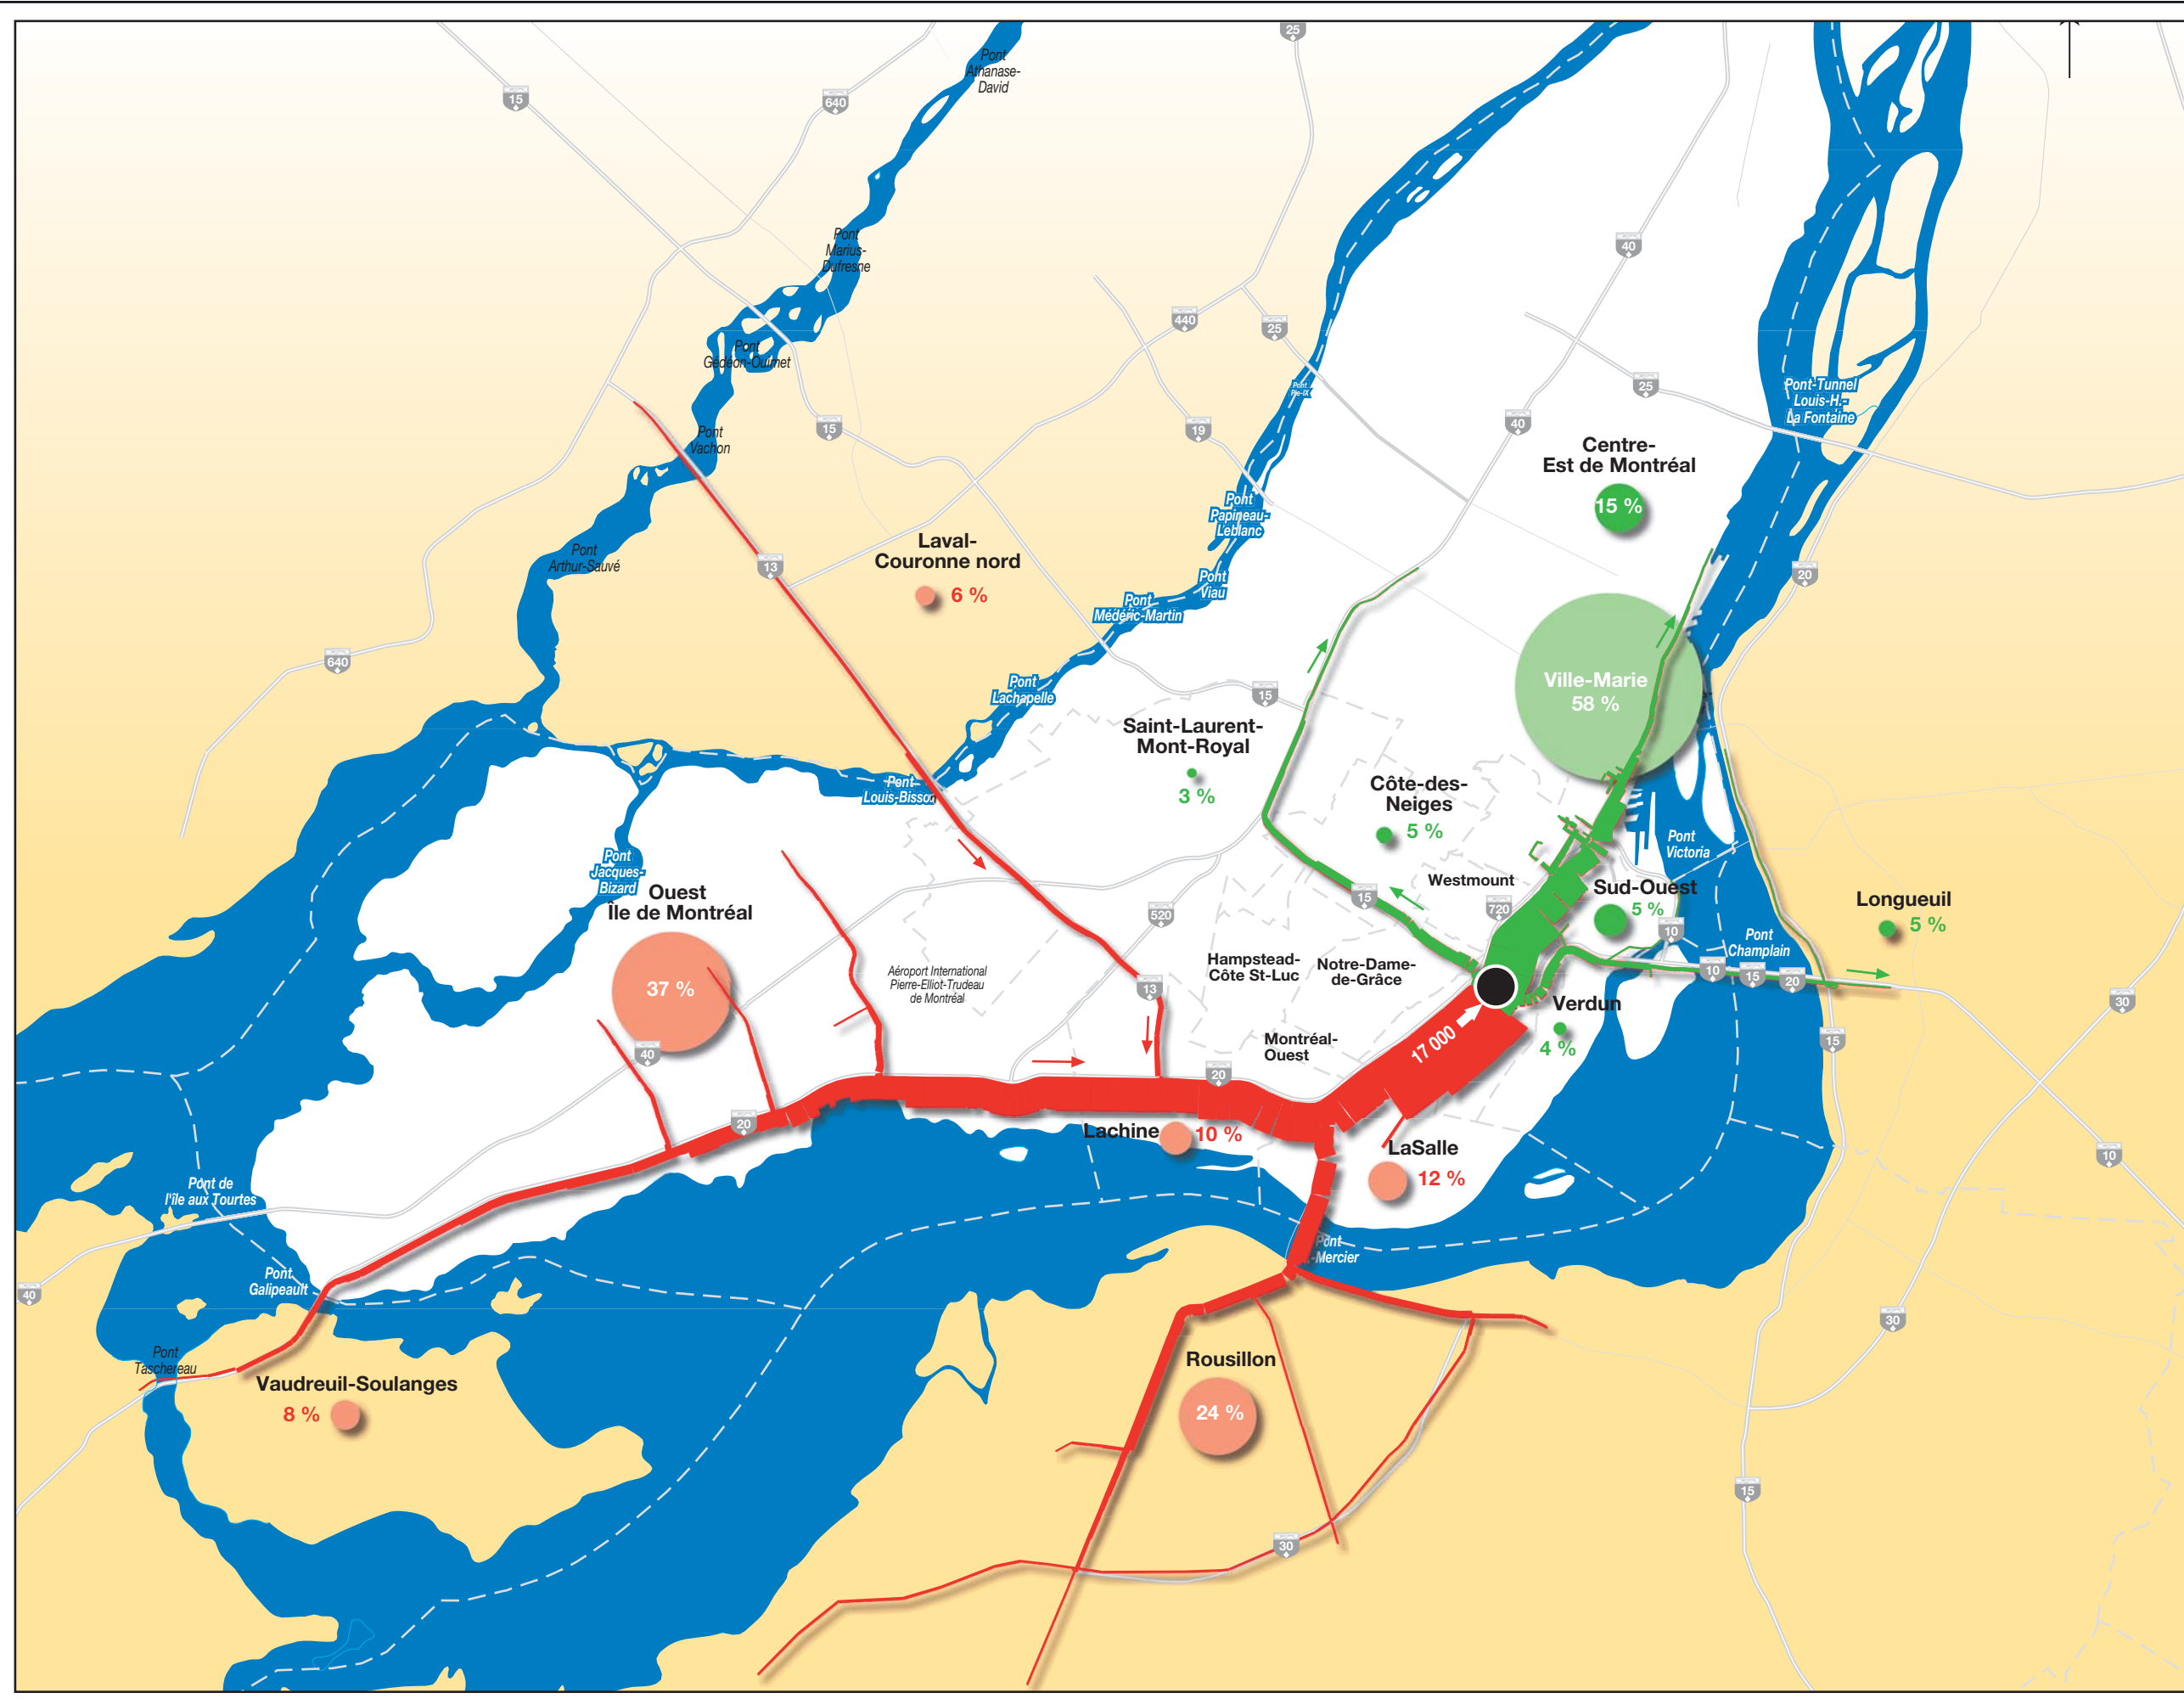 25
Pont
Athanase-
David
15
640
Pont
Marius-
Dufresne
40
440
25
Pont
Gédéon-Ouimet
Pont
Pie-IX
25
Pont-Tunnel
Louis-H.-
La Fontaine
15
19
40
Pont
Vachon
Centre-
Est de Montréal
15 %
Pont
Papineau-
Leblanc
Pont
Arthur-Sauvé
13
Laval-
Couronne nord
6 %
20
Pont
Viau
Pont
Médéric-Martin
640
Pont
Lachapelle
15
Ville-Marie
58 %
Saint-Laurent-
Mont-Royal
3 %
Pont
Louis-Bisson
Côte-des-
Neiges
5 %
Pont
Victoria
Pont
Jacques-
Bizard
Ouest
Île de Montréal
37 %
Westmount
15
720
520
Sud-Ouest
5 %
10
Longueuil
5 %
Pont
Champlain
10
15
20
Aéroport International
Pierre-Elliot-Trudeau
de Montréal
Hampstead-
Côte St-Luc
Notre-Dame-
de-Grâce
13
30
Verdun
4 %
40
Montréal-
Ouest
17 000
15
20
20
Lachine
10 %
LaSalle
12 %
10
Pont de
l'île aux Tourtes
Pont
-Mercier
Pont
Galipeault
40
30
Pont
Taschereau
Vaudreuil-Soulanges
8 %
Rousillon
24 %
15
30